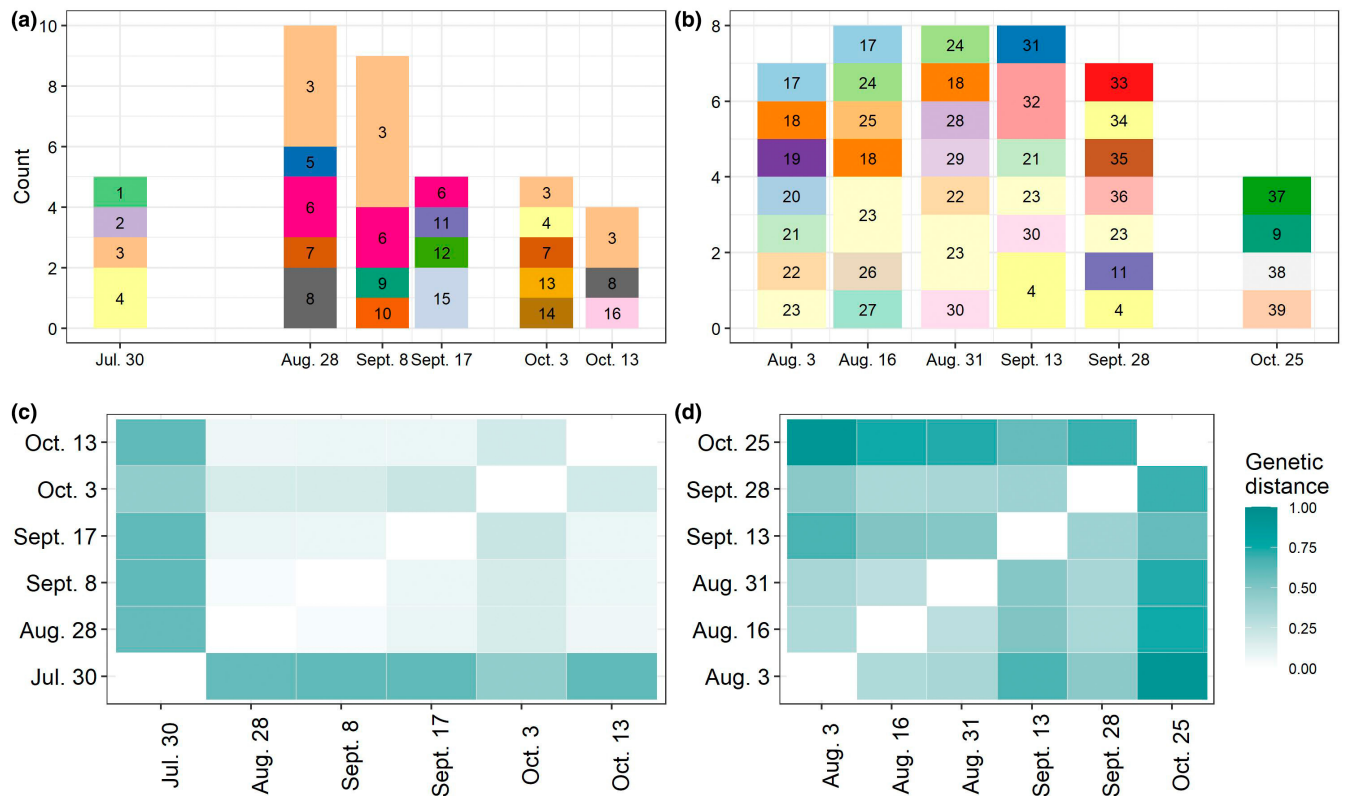 (a)
10
8
6
4
2
0
Count
1
2
3
4
3
5
6
7
8
3
6
9
10
6
11
12
15
3
4
7
13
14
3
8
16
Jul. 30 Aug. 28 Sept. 8 Sept. 17 Oct. 3 Oct. 13
(b)
8
6
4
2
0
17
18
19
20
21
22
23
17
24
25
18
23
26
27
24
18
28
29
22
23
30
31
32
21
23
30
4
33
34
35
36
23
11
4
37
9
38
39
Aug. 3 Aug. 16 Aug. 31 Sept. 13 Sept. 28 Oct. 25
(c)
Oct. 13
Oct. 3
Sept. 17
Sept. 8
Aug. 28
Jul. 30
Jul. 30
Aug. 28
Sept. 8
Sept. 17
Oct. 3
Oct. 13
(d)
Oct. 25
Sept. 28
Sept. 13
Aug. 31
Aug. 16
Aug. 3
Aug. 3
Aug. 16
Aug. 31
Sept. 13
Sept. 28
Oct. 25
Genetic
distance
1.00
0.75
0.50
0.25
0.00